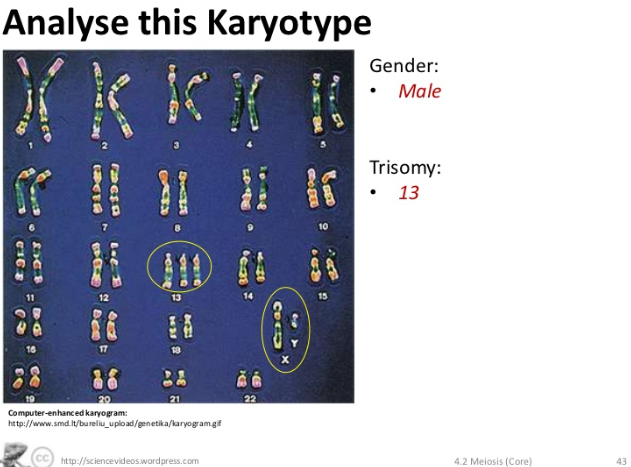 Analyse this Karyotype
Gender:
• Male
Trisomy:
• 13
1 2 3 4 5
6 7 8 9 10
11 12 13 14 15
16 17 18 X Y
19 20 21 22
Computer-enhanced karyogram:
http://www.smd.lt/bureliu_upload/genetika/karyogram.gif
cc
http://sciencevideos.wordpress.com
4.2 Meiosis (Core)
43